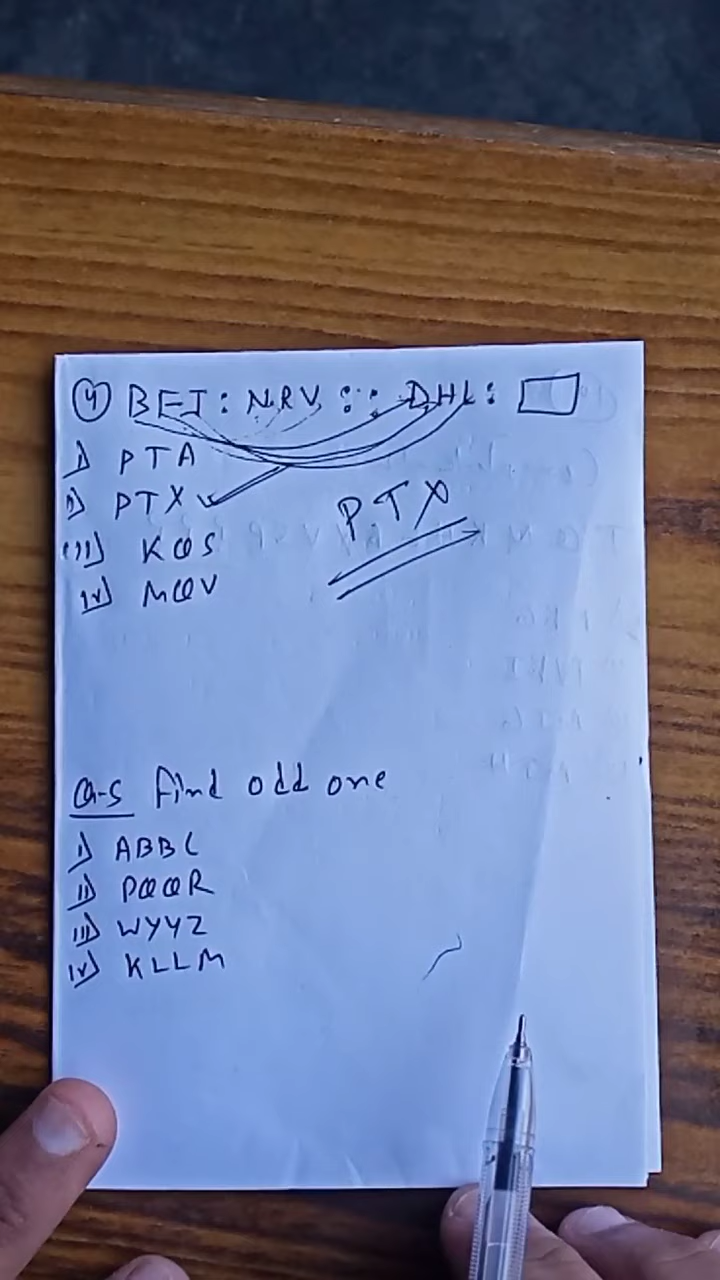 ④ BFJ : NRV :: DHL : 
i) PTA
ii) PTX
iii) KQS
iv) MQV
PTX
Q-5 find odd one
i) ABBC
ii) PQQR
iii) WYYZ
iv) KLLM